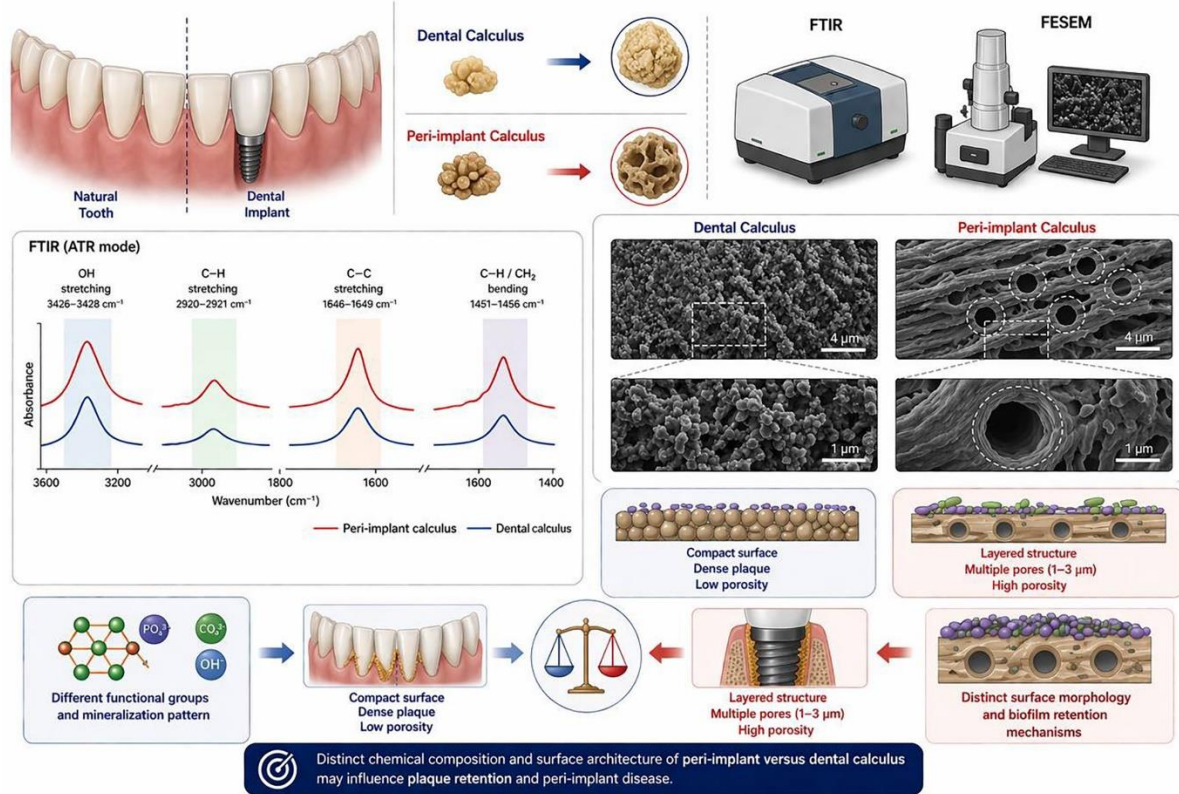 Dental Calculus
Peri-implant Calculus
Natural
Tooth
Dental
Implant
FTIR
FESEM
FTIR (ATR mode)
OH
stretching
3426–3428 cm⁻¹
C–H
stretching
2920–2921 cm⁻¹
C–C
stretching
1646–1649 cm⁻¹
C–H / CH₂
bending
1451–1456 cm⁻¹
Absorbance
3600
3200
3000
1800
1600
1600
1400
Wavenumber (cm⁻¹)
Peri-implant calculus
Dental calculus
Dental Calculus
Peri-implant Calculus
4 µm
4 µm
1 µm
1 µm
Compact surface
Dense plaque
Low porosity
Layered structure
Multiple pores (1–3 µm)
High porosity
OH⁻
Different functional groups
and mineralization pattern
Compact surface
Dense plaque
Low porosity
Layered structure
Multiple pores (1–3 µm)
High porosity
Distinct surface morphology
and biofilm retention
mechanisms
Distinct chemical composition and surface architecture of peri-implant versus dental calculus
may influence plaque retention and peri-implant disease.